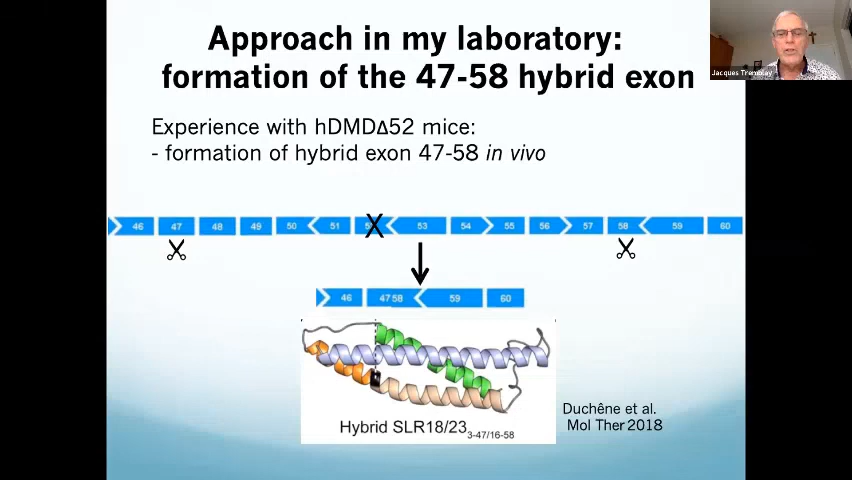 Approach in my laboratory:
formation of the 47-58 hybrid exon
Jacques Tremblay
Experience with hDMDΔ52 mice:
- formation of hybrid exon 47-58 in vivo
46 47 48 49 50 51 X 53 54 55 56 57 58 59 60
46 47 58 59 60
Hybrid SLR18/23 3-47/16-58
Duchêne et al.
Mol Ther 2018